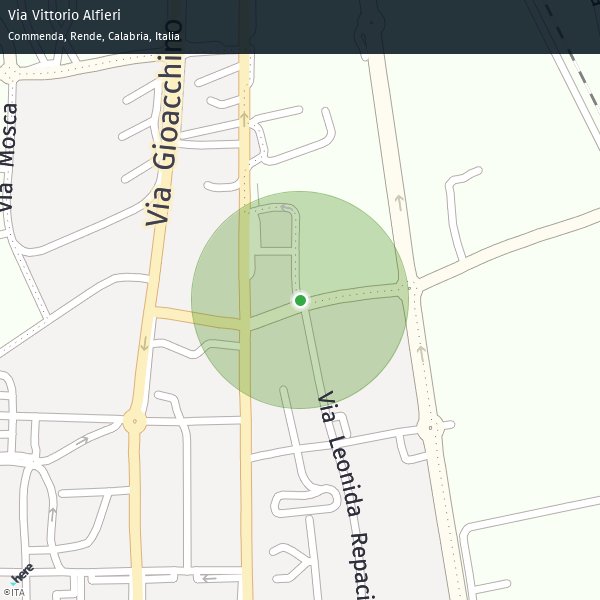 Via Vittorio Alfieri
Commenda, Rende, Calabria, Italia
Via Gioacchino
Via Mosca
Via Leonida Repaci
here
©ITA